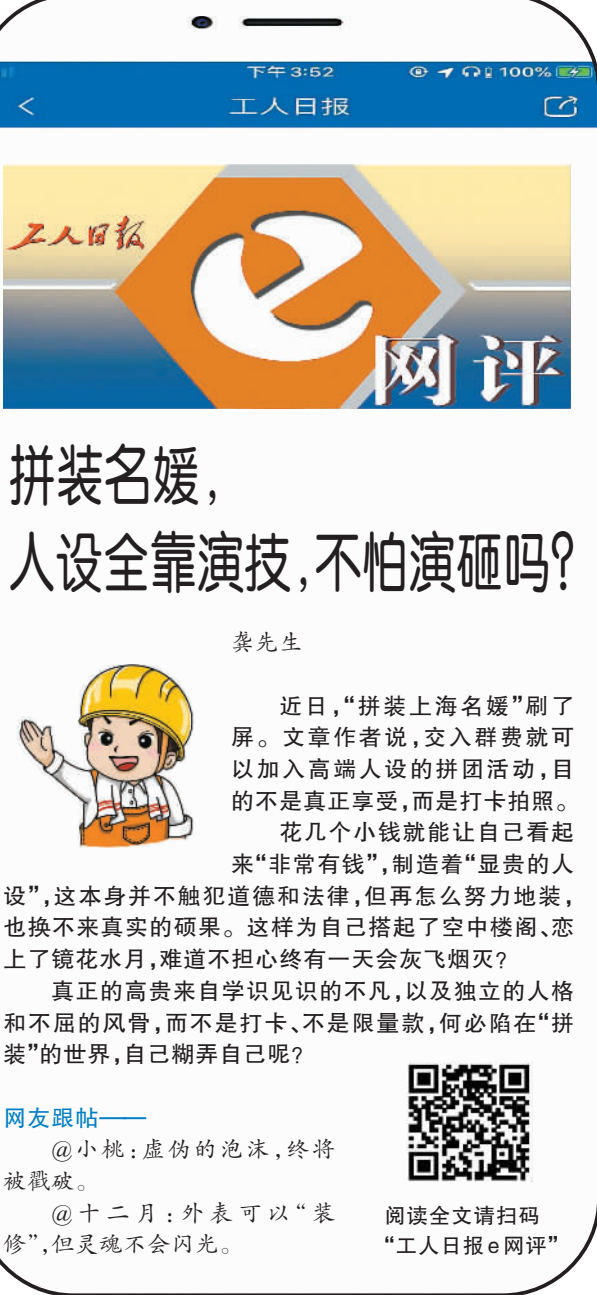 下午3:52
100%
工人日报
工人日报
e
网评
拼装名媛，
人设全靠演技，不怕演砸吗？
龚先生
近日，“拼装上海名媛”刷了
屏。文章作者说，交入群费就可
以加入高端人设的拼团活动，目
的不是真正享受，而是打卡拍照。
花几个小钱就能让自己看起
来“非常有钱”，制造着“显贵的人
设”，这本身并不触犯道德和法律，但再怎么努力地装，
也换不来真实的硕果。这样为自己搭起了空中楼阁、恋
上了镜花水月，难道不担心终有一天会灰飞烟灭？
真正的高贵来自学识见识的不凡，以及独立的人格
和不屈的风骨，而不是打卡、不是限量款，何必陷在“拼
装”的世界，自己糊弄自己呢？
网友跟帖——
@小桃：虚伪的泡沫，终将
被戳破。
@十二月：外表可以“装
修”，但灵魂不会闪光。
阅读全文请扫码
“工人日报e网评”